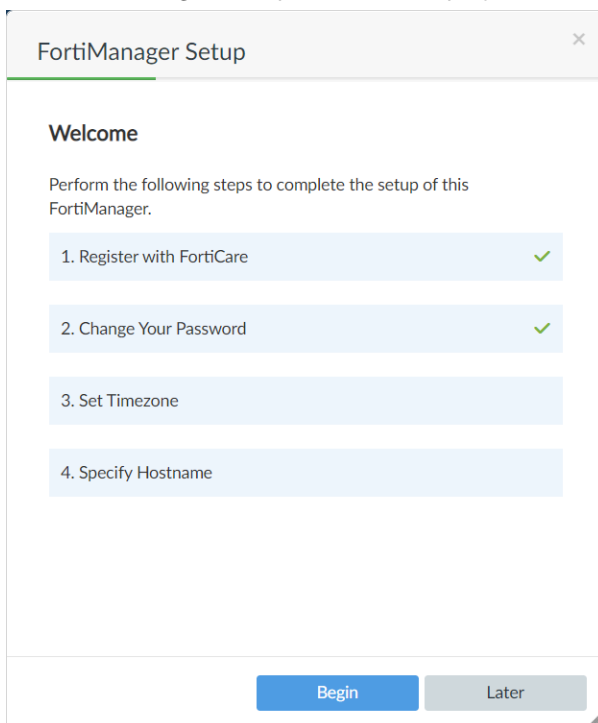 FortiManager Setup
Welcome
Perform the following steps to complete the setup of this
FortiManager.
1. Register with FortiCare
2. Change Your Password
3. Set Timezone
4. Specify Hostname
Begin
Later